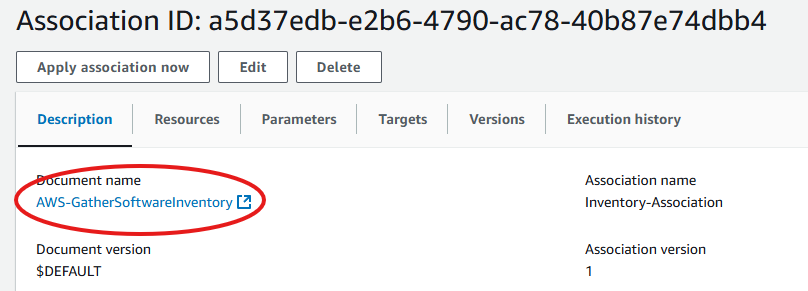 Association ID: a5d37edb-e2b6-4790-ac78-40b87e74dbb4
Apply association now Edit Delete
Description Resources Parameters Targets Versions Execution history
Document name
AWS-GatherSoftwareInventory
Association name
Inventory-Association
Document version
$DEFAULT
Association version
1